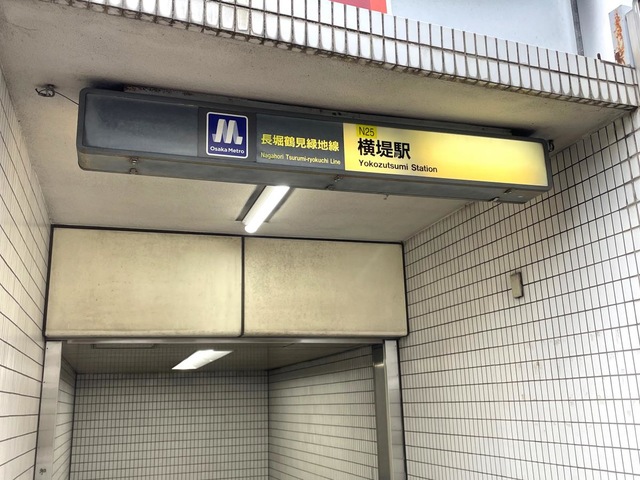 Osaka Metro
長堀鶴見緑地線
Nagahori Tsurumi-ryokuchi Line
N25
横堤駅
Yokozutsumi Station